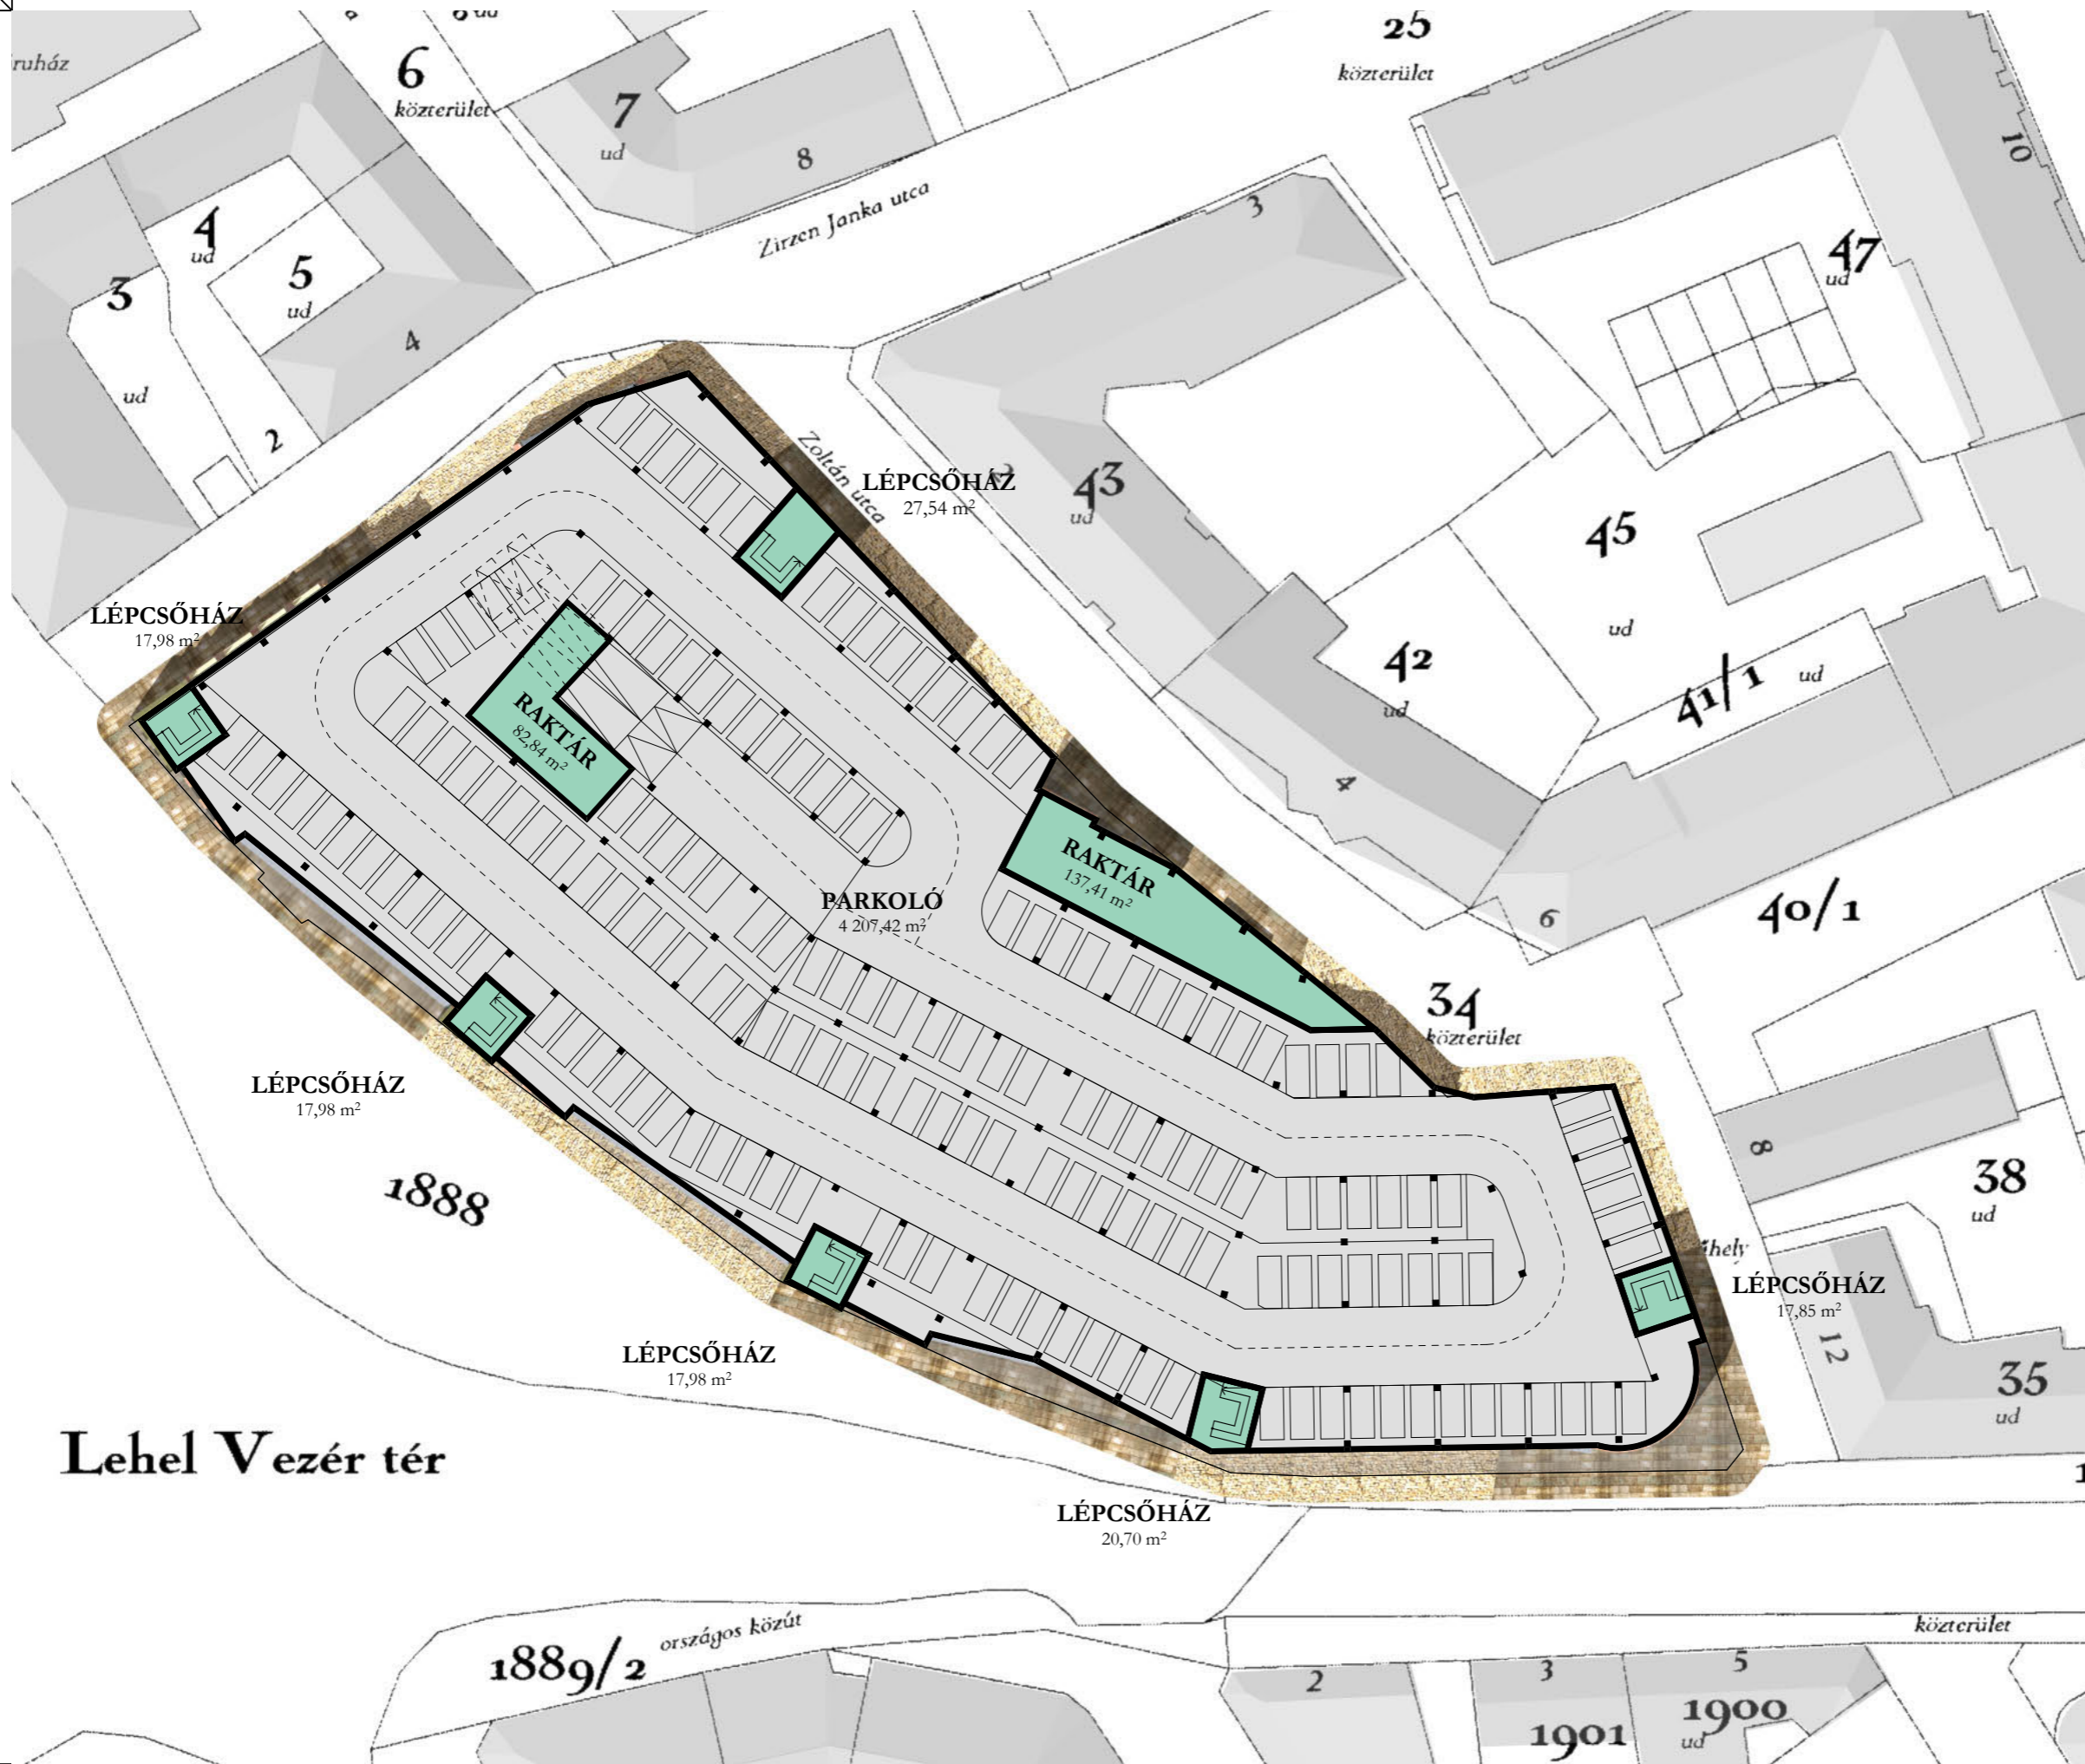 25
közterület
ruház
6
közterület
7
ud
8
10
Zirzen Janka utca
3
4
ud
5
ud
3
4
ud
2
47
ud
Zoltán utca
LÉPCSŐHÁZ
27,54 m²
43
ud
45
ud
LÉPCSŐHÁZ
17,98 m²
42
ud
41/1
ud
RAKTÁR
82,84 m²
4
RAKTÁR
137,41 m²
PARKOLÓ
4 207,42 m²
6
40/1
34
közterület
LÉPCSŐHÁZ
17,98 m²
8
38
ud
1888
LÉPCSŐHÁZ
17,85 m²
12
35
ud
LÉPCSŐHÁZ
17,98 m²
Lehel Vezér tér
LÉPCSŐHÁZ
20,70 m²
1889/2
országos közút
közterület
2
3
5
1901
1900
ud